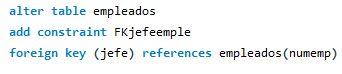 alter table empleados
add constraint FKjefeemple
foreign key (jefe) references empleados(numemp)